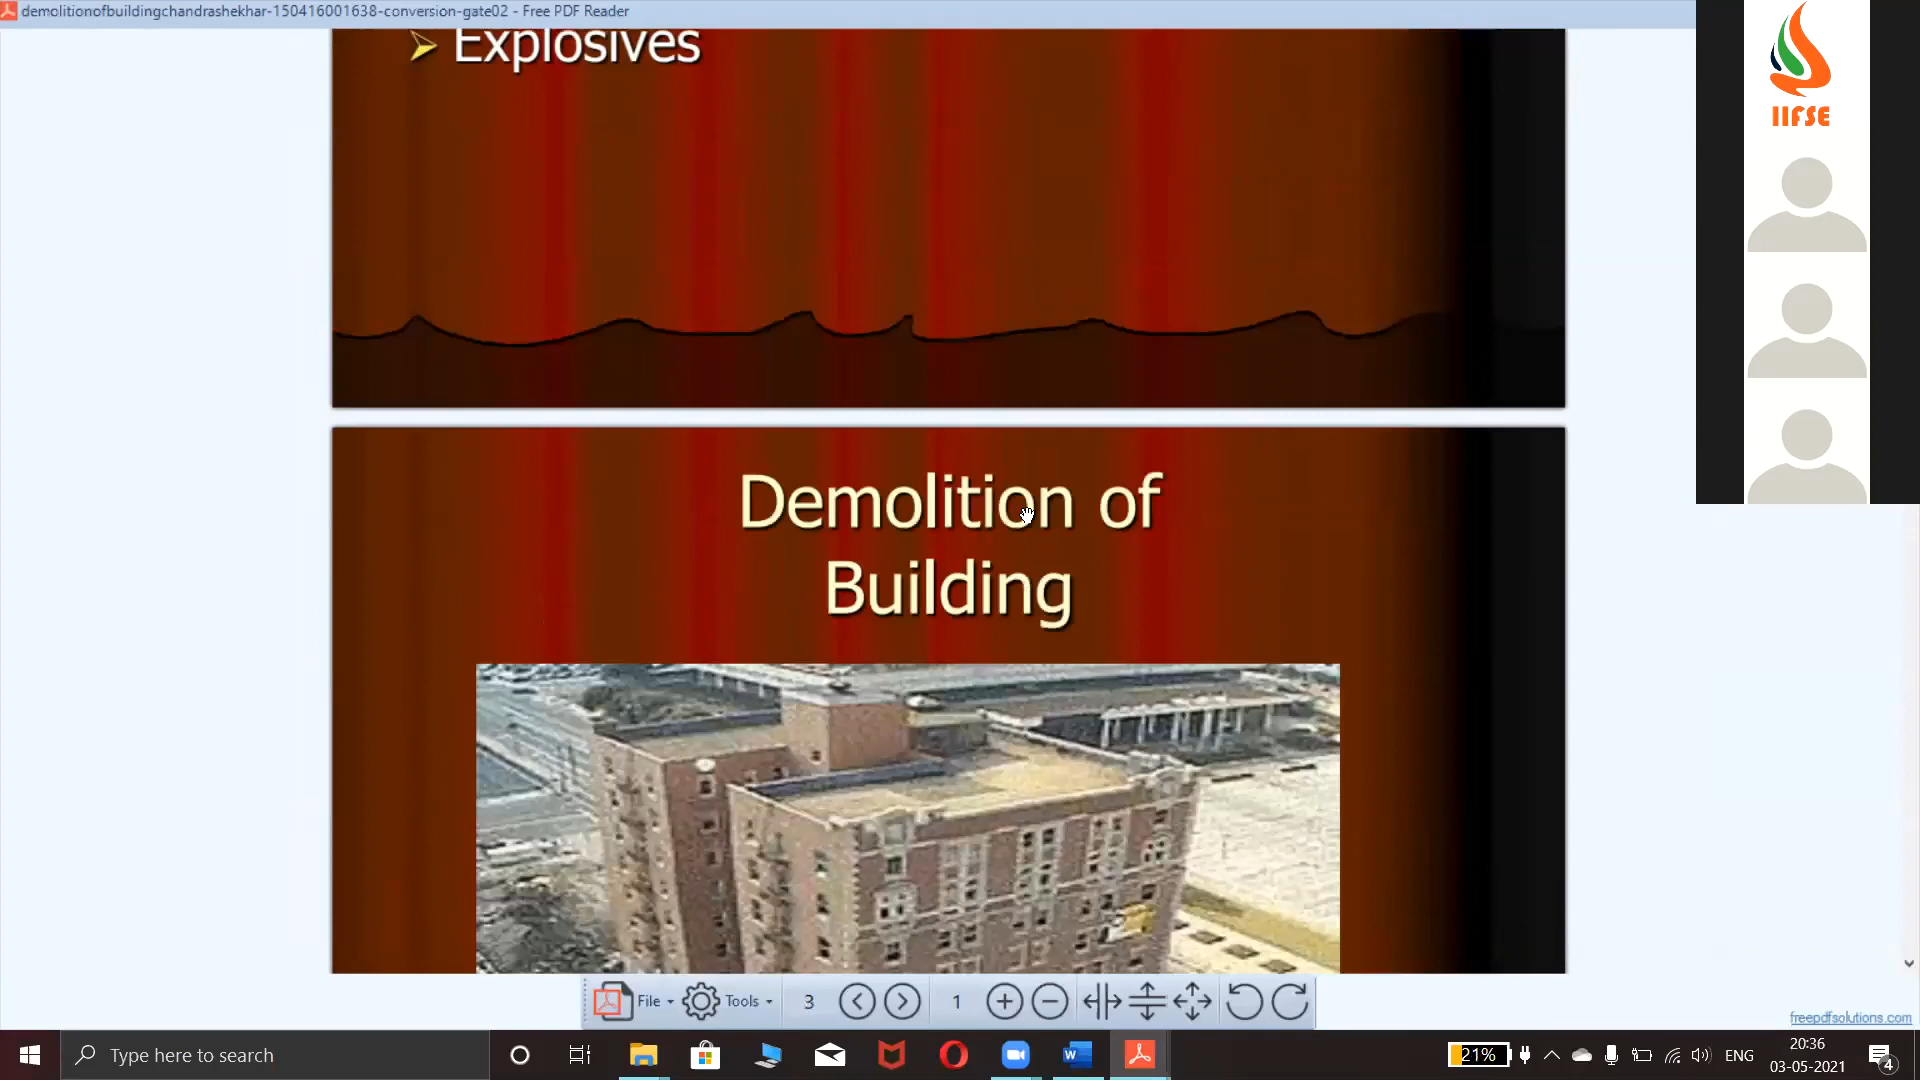 demolitionofbuildingchandrashekhar-150416001638-conversion-gate02 - Free PDF Reader
Explosives
IIFSE
Demolition of
Building
File
Tools
3
1
freepdfsolutions.com
Type here to search
21%
ENG
20:36
03-05-2021
4